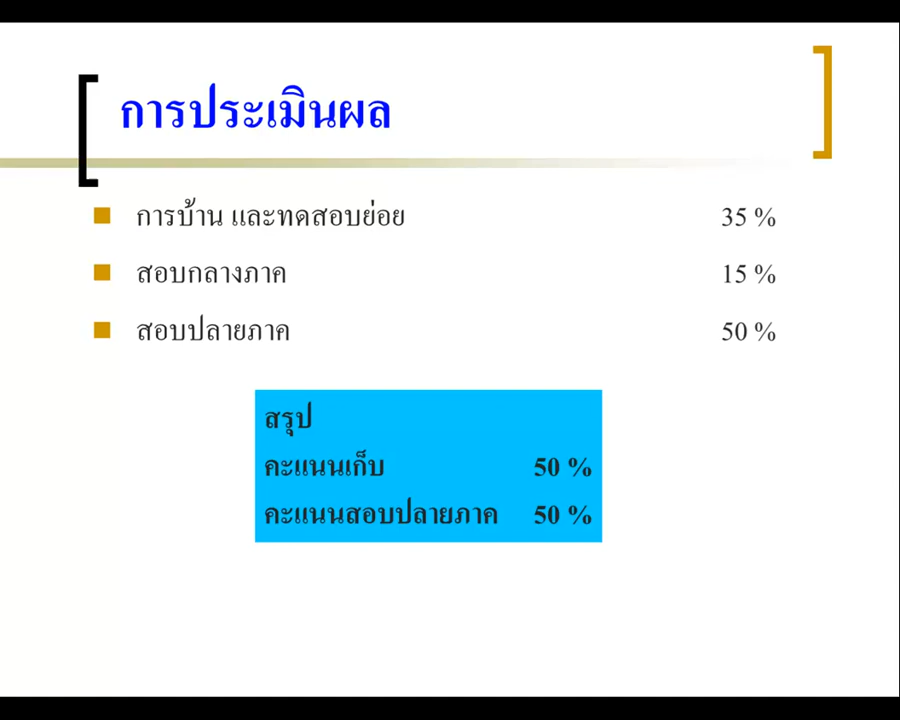 การประเมินผล
การบ้าน และทดสอบย่อย 35 %
สอบกลางภาค 15 %
สอบปลายภาค 50 %
สรุป
คะแนนเก็บ 50 %
คะแนนสอบปลายภาค 50 %